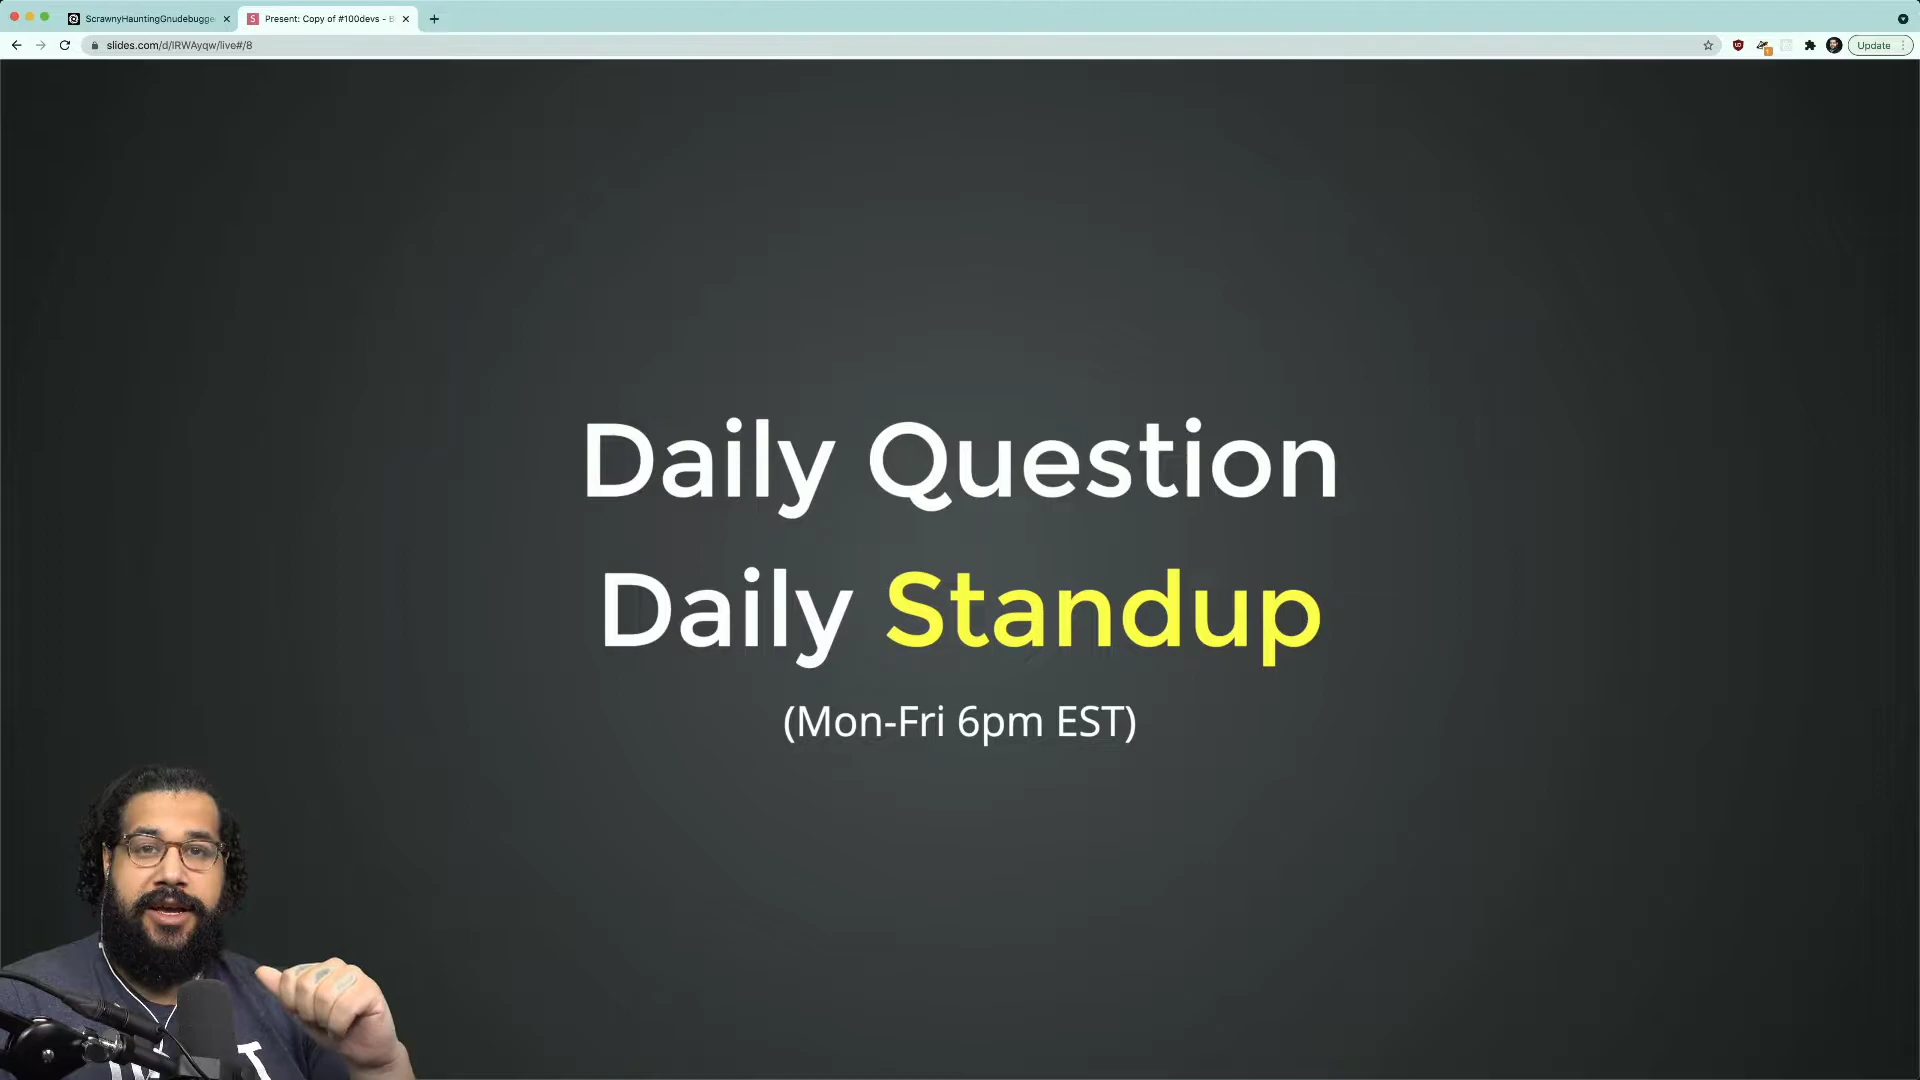 ScrawnyHauntingGnudebugge
Present: Copy of #100devs -
slides.com/d/lRWAyqw/live#/8
Update
Daily Question
Daily Standup
(Mon-Fri 6pm EST)